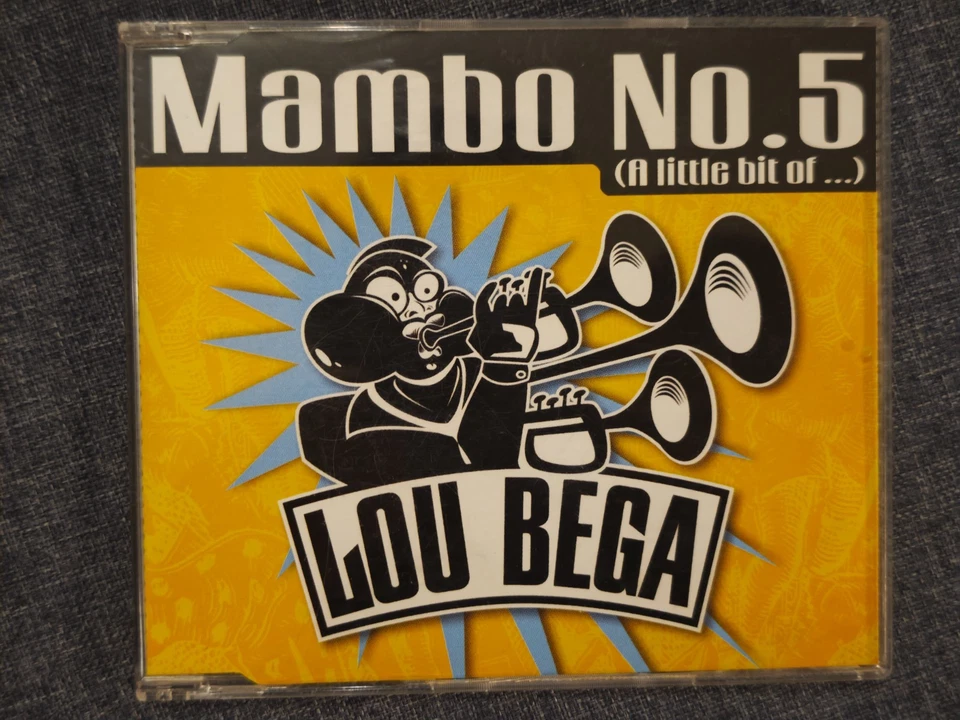 Mambo No.5
(A little bit of ...)
LOU BEGA